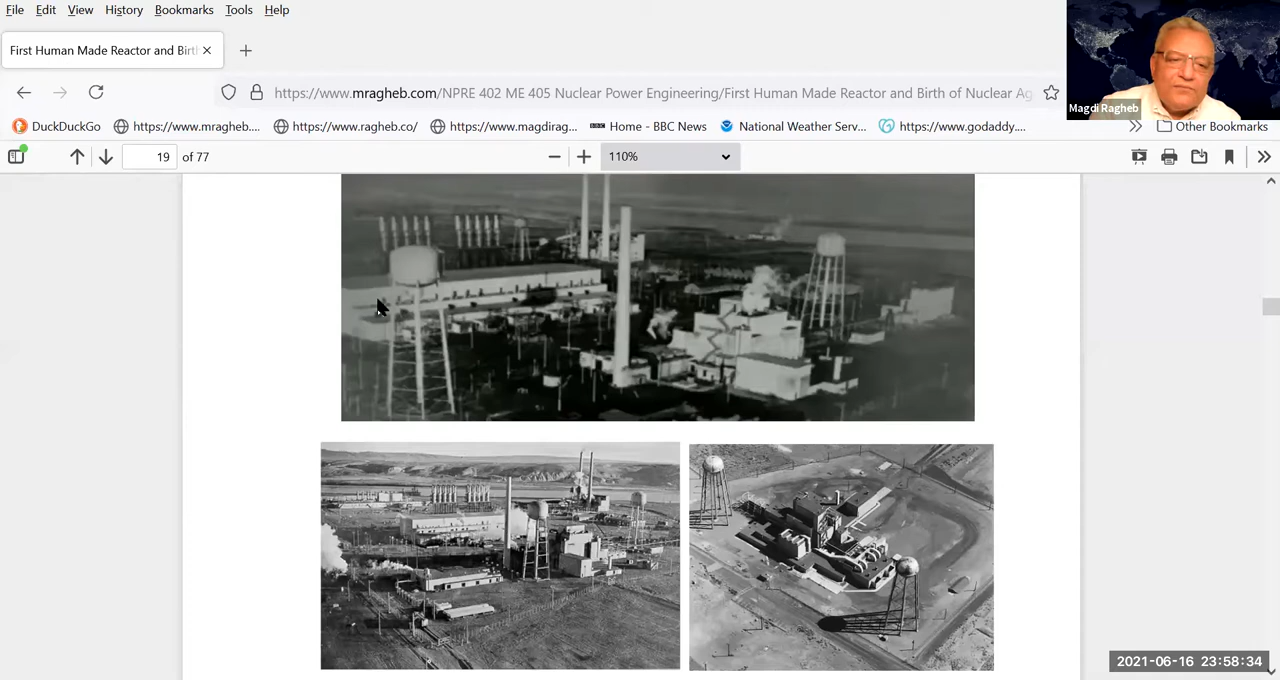 File Edit View History Bookmarks Tools Help
First Human Made Reactor and Birt
https://www.mragheb.com/NPRE 402 ME 405 Nuclear Power Engineering/First Human Made Reactor and Birth of Nuclear Ag
Magdi Ragheb
DuckDuckGo https://www.mragheb.... https://www.ragheb.co/ https://www.magdirag... BBC Home - BBC News National Weather Serv... https://www.godaddy.... Other Bookmarks
19 of 77 110%
2021-06-16 23:58:34